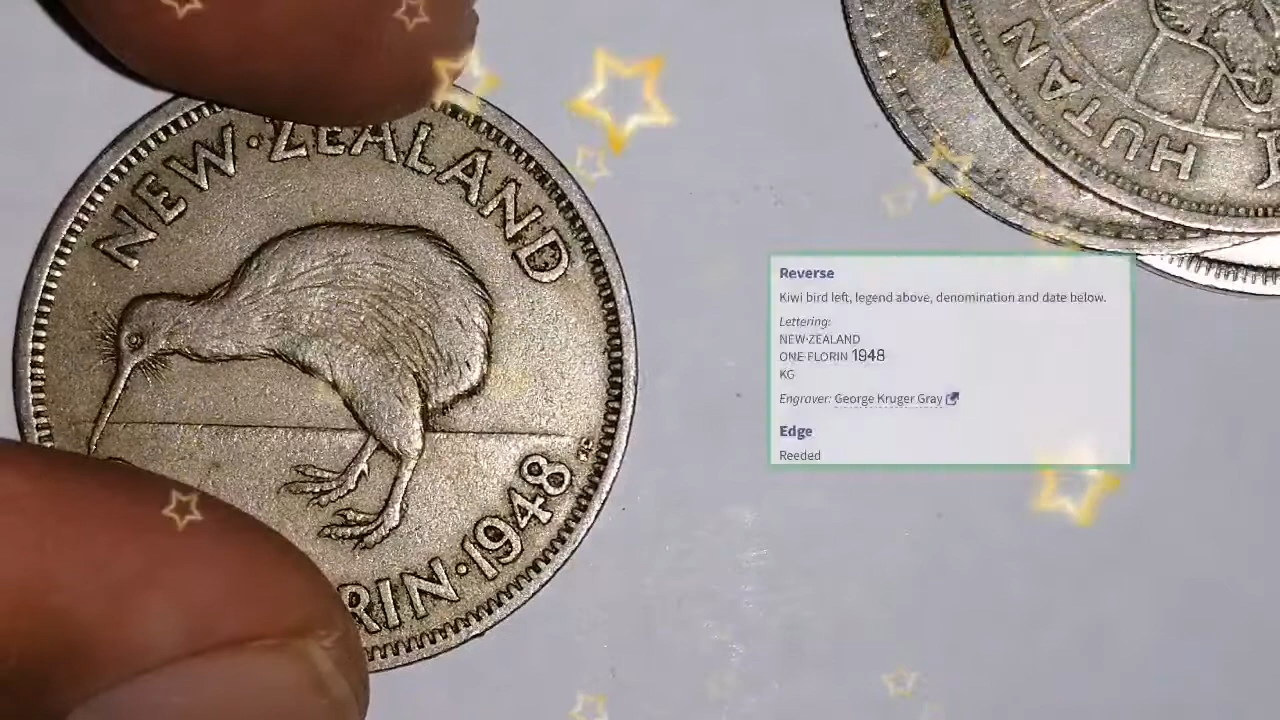 NEW·ZEALAND
RIN·1948
HUTAN
Reverse
Kiwi bird left, legend above, denomination and date below.
Lettering:
NEW·ZEALAND
ONE FLORIN 1948
KG
Engraver: George Kruger Gray
Edge
Reeded